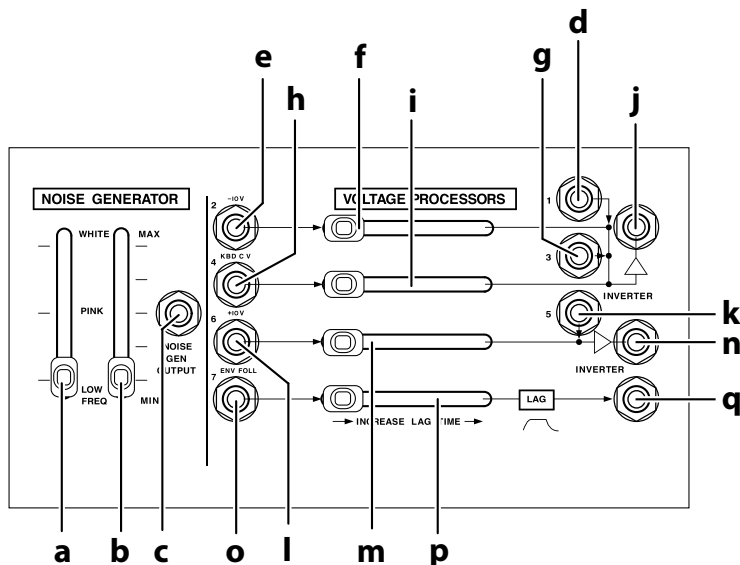 e
f
g
d
h
i
j
NOISE GENERATOR
VOLTAGE PROCESSORS
WHITE
MAX
PINK
LOW
FREQ
MIN
NOISE
GEN
OUTPUT
2
-10V
4
KBD CV
6
+10V
7
ENV FOLL
1
3
INVERTER
5
INVERTER
LAG
INCREASE LAG TIME
k
n
q
a
b
c
o
l
m
p